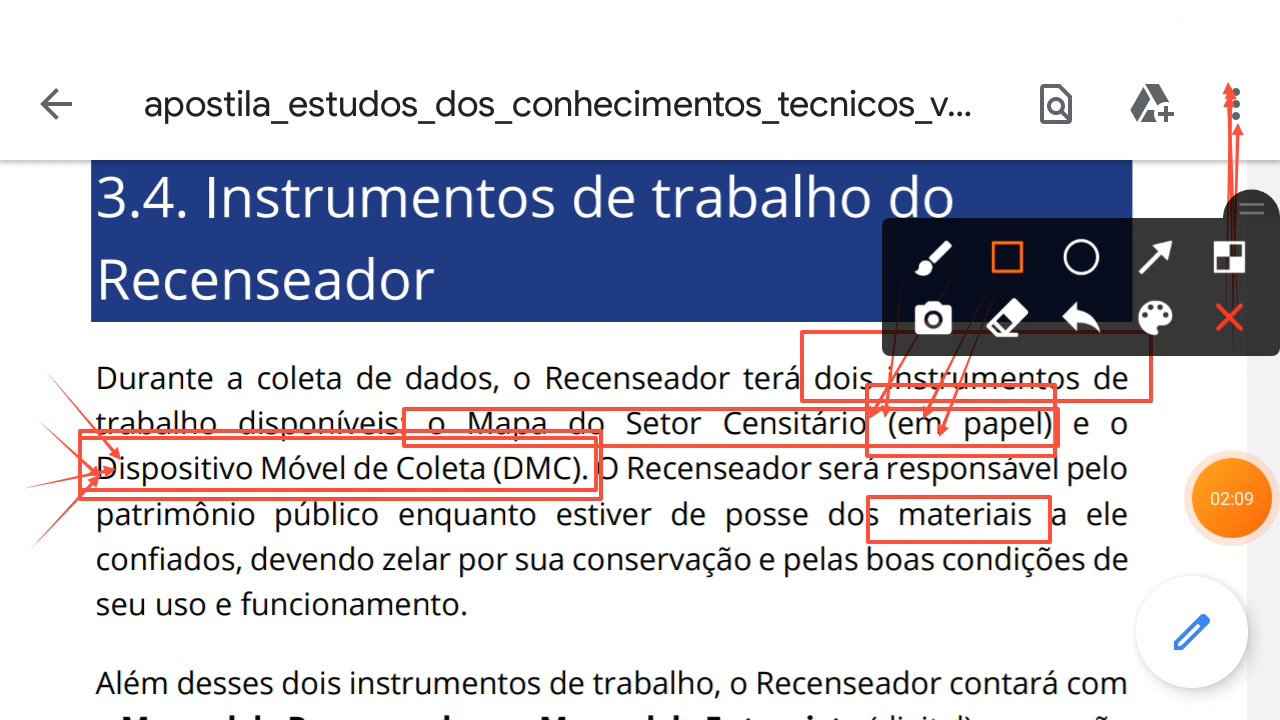 apostila_estudos_dos_conhecimentos_tecnicos_v...
3.4. Instrumentos de trabalho do
Recenseador
Durante a coleta de dados, o Recenseador terá dois instrumentos de
trabalho disponíveis: o Mapa do Setor Censitário (em papel) e o
Dispositivo Móvel de Coleta (DMC). O Recenseador será responsável pelo
patrimônio público enquanto estiver de posse dos materiais a ele
confiados, devendo zelar por sua conservação e pelas boas condições de
seu uso e funcionamento.
02:09
Além desses dois instrumentos de trabalho, o Recenseador contará com